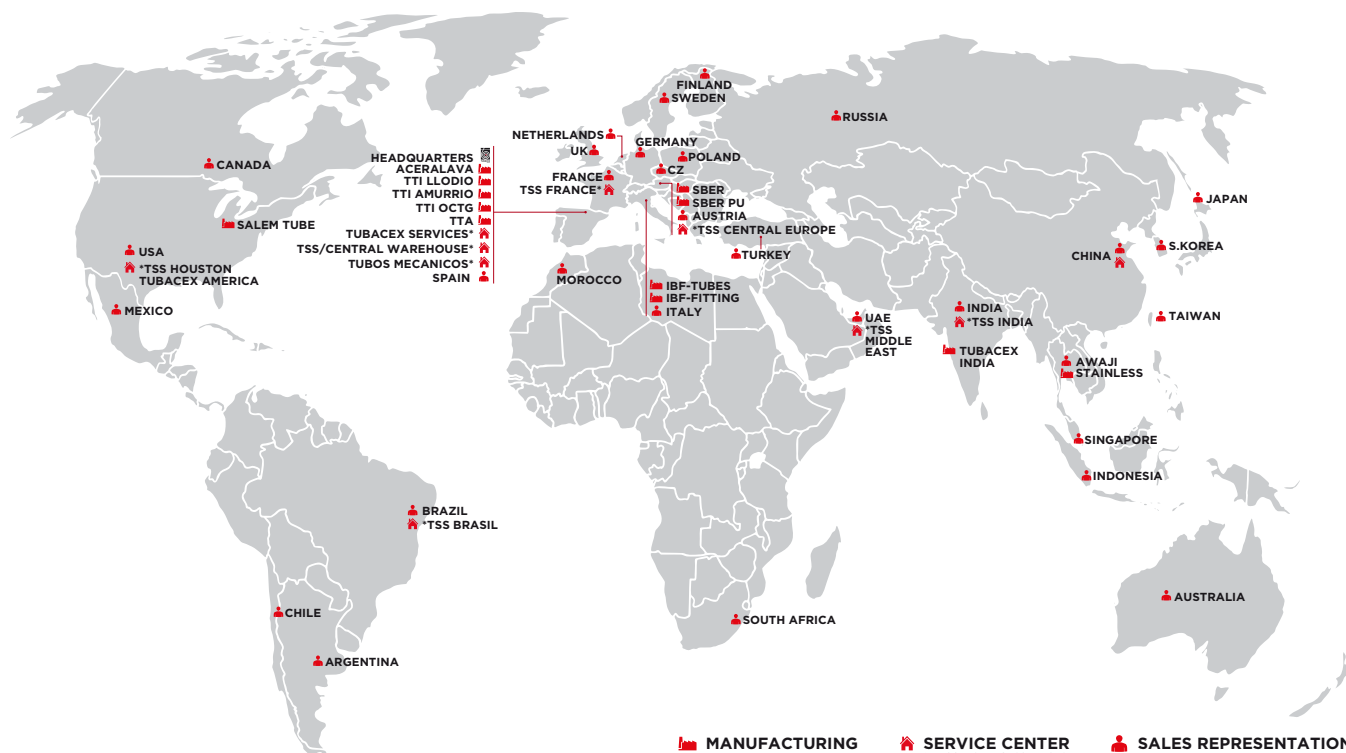 FINLAND
SWEDEN
RUSSIA
NETHERLANDS
GERMANY
UK
POLAND
CZ
HEADQUARTERS
ACERALAVA
TTI LLODIO
TTI AMURRIO
TTI OCTG
TTA
TUBACEX SERVICES*
TSS/CENTRAL WAREHOUSE*
TUBOS MECANICOS*
SPAIN
FRANCE
TSS FRANCE*
SBER
SBER PU
AUSTRIA
*TSS CENTRAL EUROPE
TURKEY
CANADA
SALEM TUBE
USA
*TSS HOUSTON
TUBACEX AMERICA
MEXICO
MOROCCO
IBF-TUBES
IBF-FITTING
ITALY
UAE
*TSS
MIDDLE
EAST
INDIA
*TSS INDIA
TUBACEX
INDIA
CHINA
JAPAN
S.KOREA
TAIWAN
AWAJI
STAINLESS
SINGAPORE
INDONESIA
BRAZIL
*TSS BRASIL
CHILE
ARGENTINA
SOUTH AFRICA
AUSTRALIA
MANUFACTURING
SERVICE CENTER
SALES REPRESENTATION